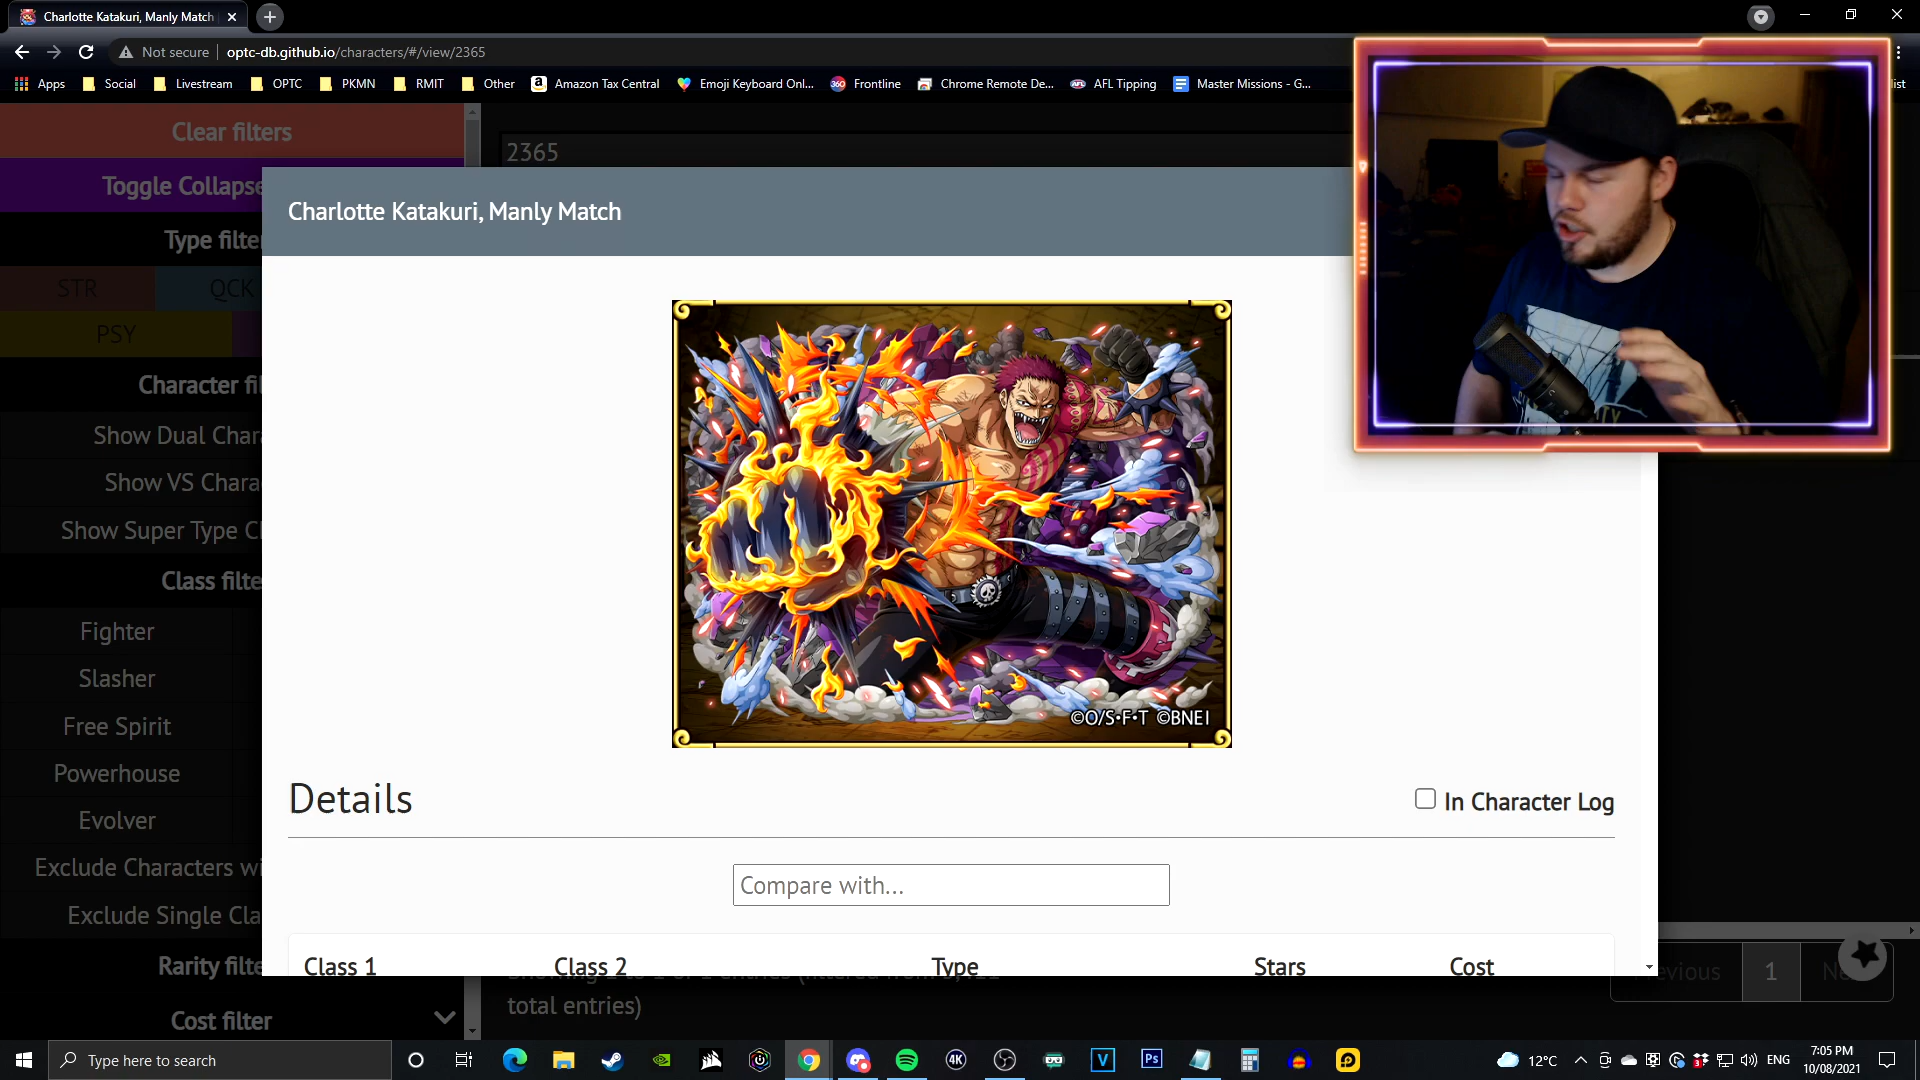 Charlotte Katakuri, Manly Match
Not secure
optc-db.github.io/characters/#/view/2365
Apps
Social
Livestream
OPTC
PKMN
RMIT
Other
Amazon Tax Central
Emoji Keyboard Onl...
Frontline
Chrome Remote De...
AFL Tipping
Master Missions - G...
list
Clear filters
2365
Toggle Collapse
Charlotte Katakuri, Manly Match
Type filte
STR
QCK
PSY
Character fil
Show Dual Char
Show VS Chara
Show Super Type C
Class filte
Fighter
Slasher
Free Spirit
©O/S•F•T ©BNEI
Powerhouse
Details
In Character Log
Evolver
Exclude Characters wi
Compare with...
Exclude Single Cla
Rarity filte
Class 1
Class 2
Type
Stars
Cost
evious
1
Ne
total entries)
Cost filter
Type here to search
12°C
ENG
7:05 PM
10/08/2021